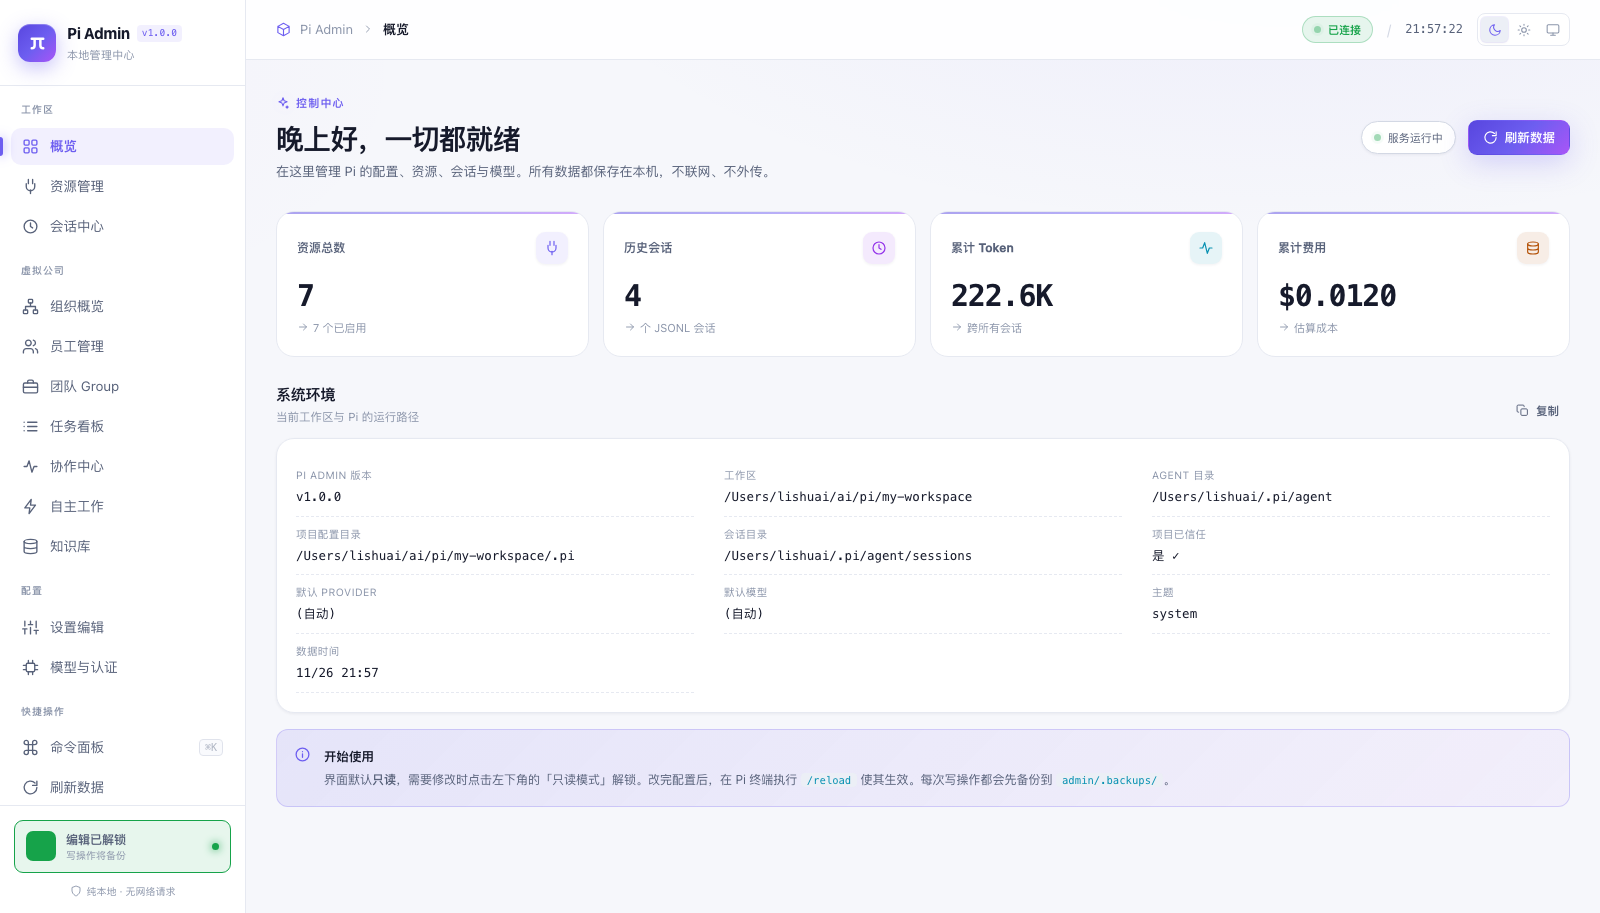 π
Pi Admin v1.0.0
本地管理中心
工作区
概览
资源管理
会话中心
虚拟公司
组织概览
员工管理
团队 Group
任务看板
协作中心
自主工作
知识库
配置
设置编辑
模型与认证
快捷操作
命令面板 ⌘K
刷新数据
编辑已解锁
写操作将备份
纯本地 · 无网络请求
Pi Admin 概览
已连接 / 21:57:22
控制中心
晚上好，一切都就绪
在这里管理 Pi 的配置、资源、会话与模型。所有数据都保存在本机，不联网、不外传。
服务运行中
刷新数据
资源总数
7
→ 7 个已启用
历史会话
4
→ 个 JSONL 会话
累计 Token
222.6K
→ 跨所有会话
累计费用
$0.0120
→ 估算成本
系统环境
当前工作区与 Pi 的运行路径
复制
PI ADMIN 版本
v1.0.0
工作区
/Users/lishuai/ai/pi/my-workspace
AGENT 目录
/Users/lishuai/.pi/agent
项目配置目录
/Users/lishuai/ai/pi/my-workspace/.pi
会话目录
/Users/lishuai/.pi/agent/sessions
项目已信任
是 ✓
默认 PROVIDER
(自动)
默认模型
(自动)
主题
system
数据时间
11/26 21:57
开始使用
界面默认只读，需要修改时点击左下角的「只读模式」解锁。改完配置后，在 Pi 终端执行 /reload 使其生效。每次写操作都会先备份到 admin/.backups/ 。